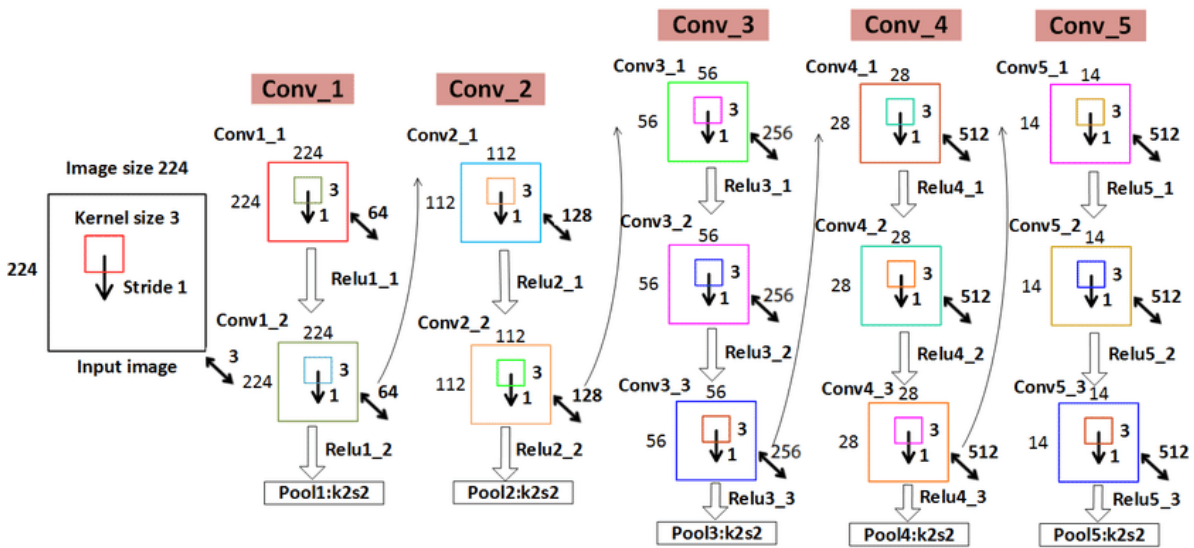 Image size 224
Kernel size 3
224
Stride 1
Input image
3
Conv_1
Conv1_1
224
224
3
1
64
Relu1_1
Conv1_2
224
224
3
1
64
Relu1_2
Pool1:k2s2
Conv_2
Conv2_1
112
112
3
1
128
Relu2_1
Conv2_2
112
112
3
1
128
Relu2_2
Pool2:k2s2
Conv_3
Conv3_1
56
56
3
1
256
Relu3_1
Conv3_2
56
56
3
1
256
Relu3_2
Conv3_3
56
56
3
1
256
Relu3_3
Pool3:k2s2
Conv_4
Conv4_1
28
28
3
1
512
Relu4_1
Conv4_2
28
28
3
1
512
Relu4_2
Conv4_3
28
28
3
1
512
Relu4_3
Pool4:k2s2
Conv_5
Conv5_1
14
14
3
1
512
Relu5_1
Conv5_2
14
14
3
1
512
Relu5_2
Conv5_3
14
14
3
1
512
Relu5_3
Pool5:k2s2